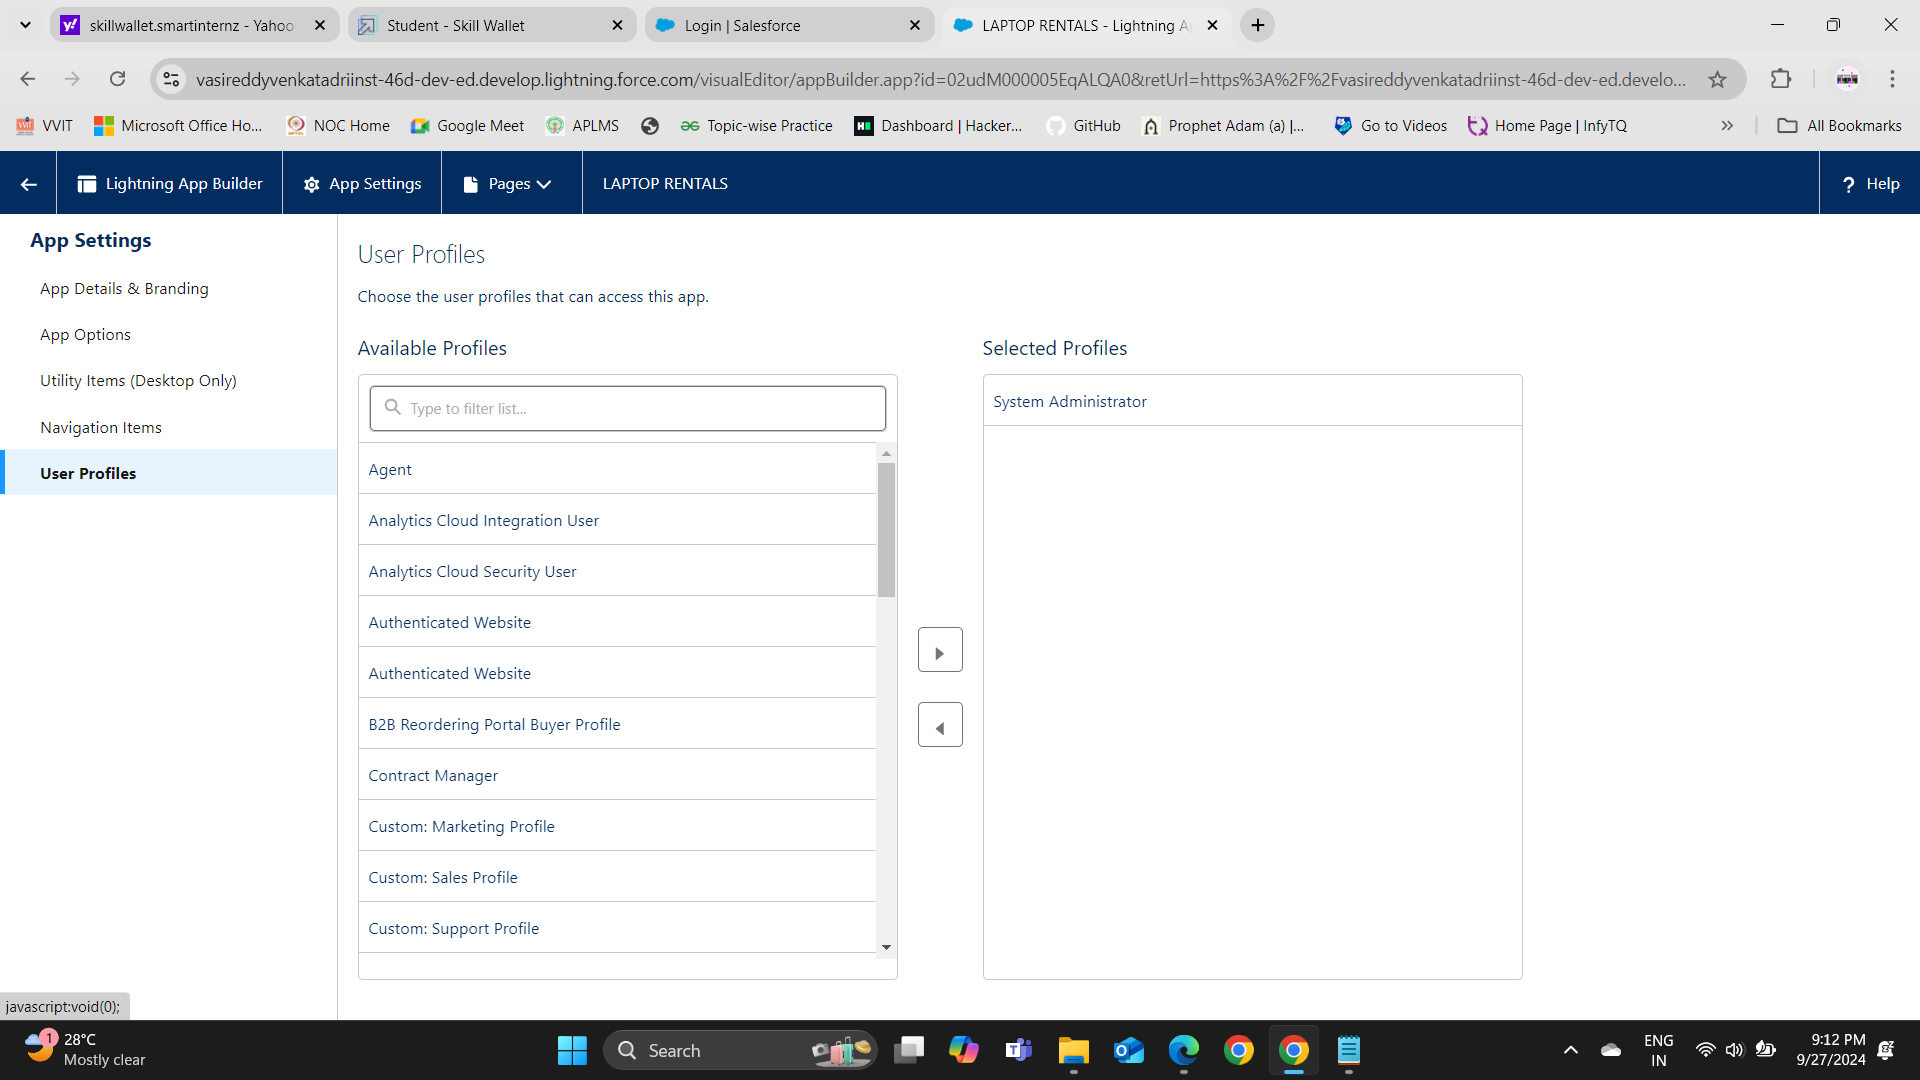 skillwallet.smartinternz - Yahoo
Student - Skill Wallet
Login | Salesforce
LAPTOP RENTALS - Lightning A
vasireddyvenkatadriinst-46d-dev-ed.develop.lightning.force.com/visualEditor/appBuilder.app?id=02udM000005EqALQA0&retUrl=https%3A%2F%2Fvasireddyvenkatadriinst-46d-dev-ed.develo...
VVIT
Microsoft Office Ho...
NOC Home
Google Meet
APLMS
Topic-wise Practice
Dashboard | Hacker...
GitHub
Prophet Adam (a) |...
Go to Videos
Home Page | InfyTQ
All Bookmarks
Lightning App Builder
App Settings
Pages
LAPTOP RENTALS
? Help
App Settings
App Details & Branding
App Options
Utility Items (Desktop Only)
Navigation Items
User Profiles
User Profiles
Choose the user profiles that can access this app.
Available Profiles
Type to filter list...
Agent
Analytics Cloud Integration User
Analytics Cloud Security User
Authenticated Website
Authenticated Website
B2B Reordering Portal Buyer Profile
Contract Manager
Custom: Marketing Profile
Custom: Sales Profile
Custom: Support Profile
Selected Profiles
System Administrator
javascript:void(0);
1
28°C
Mostly clear
Search
ENG
IN
9:12 PM
9/27/2024